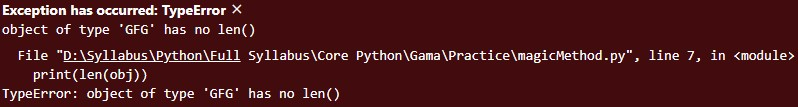 Exception has occurred: TypeError ×
object of type 'GFG' has no len()
File "D:\Syllabus\Python\Full Syllabus\Core Python\Gama\Practice\magicMethod.py", line 7, in <module>
print(len(obj))
TypeError: object of type 'GFG' has no len()